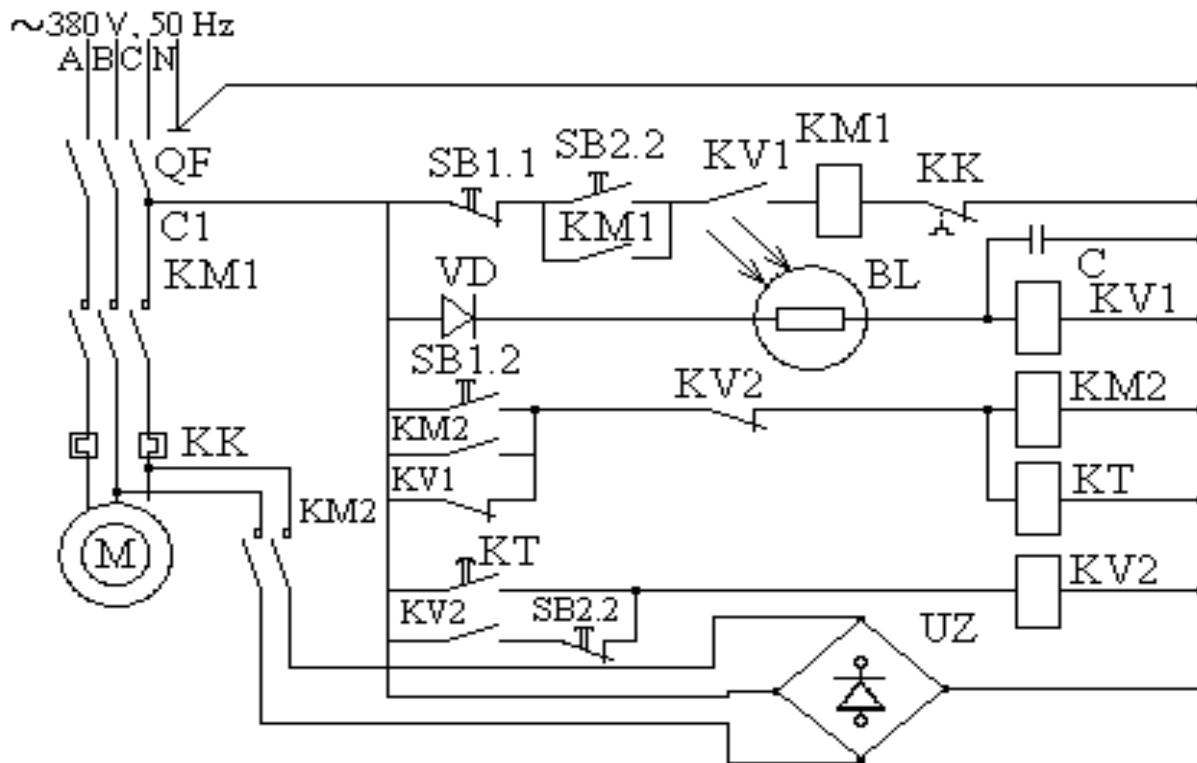 ~380 V, 50 Hz
A B C N
QF
SB1.1
SB2.2
KV1
KM1
KK
C1
KM1
KM1
VD
BL
C
KV1
SB1.2
KV2
KM2
KM2
KK
KV1
KT
KM2
M
KT
KV2
KV2
SB2.2
UZ